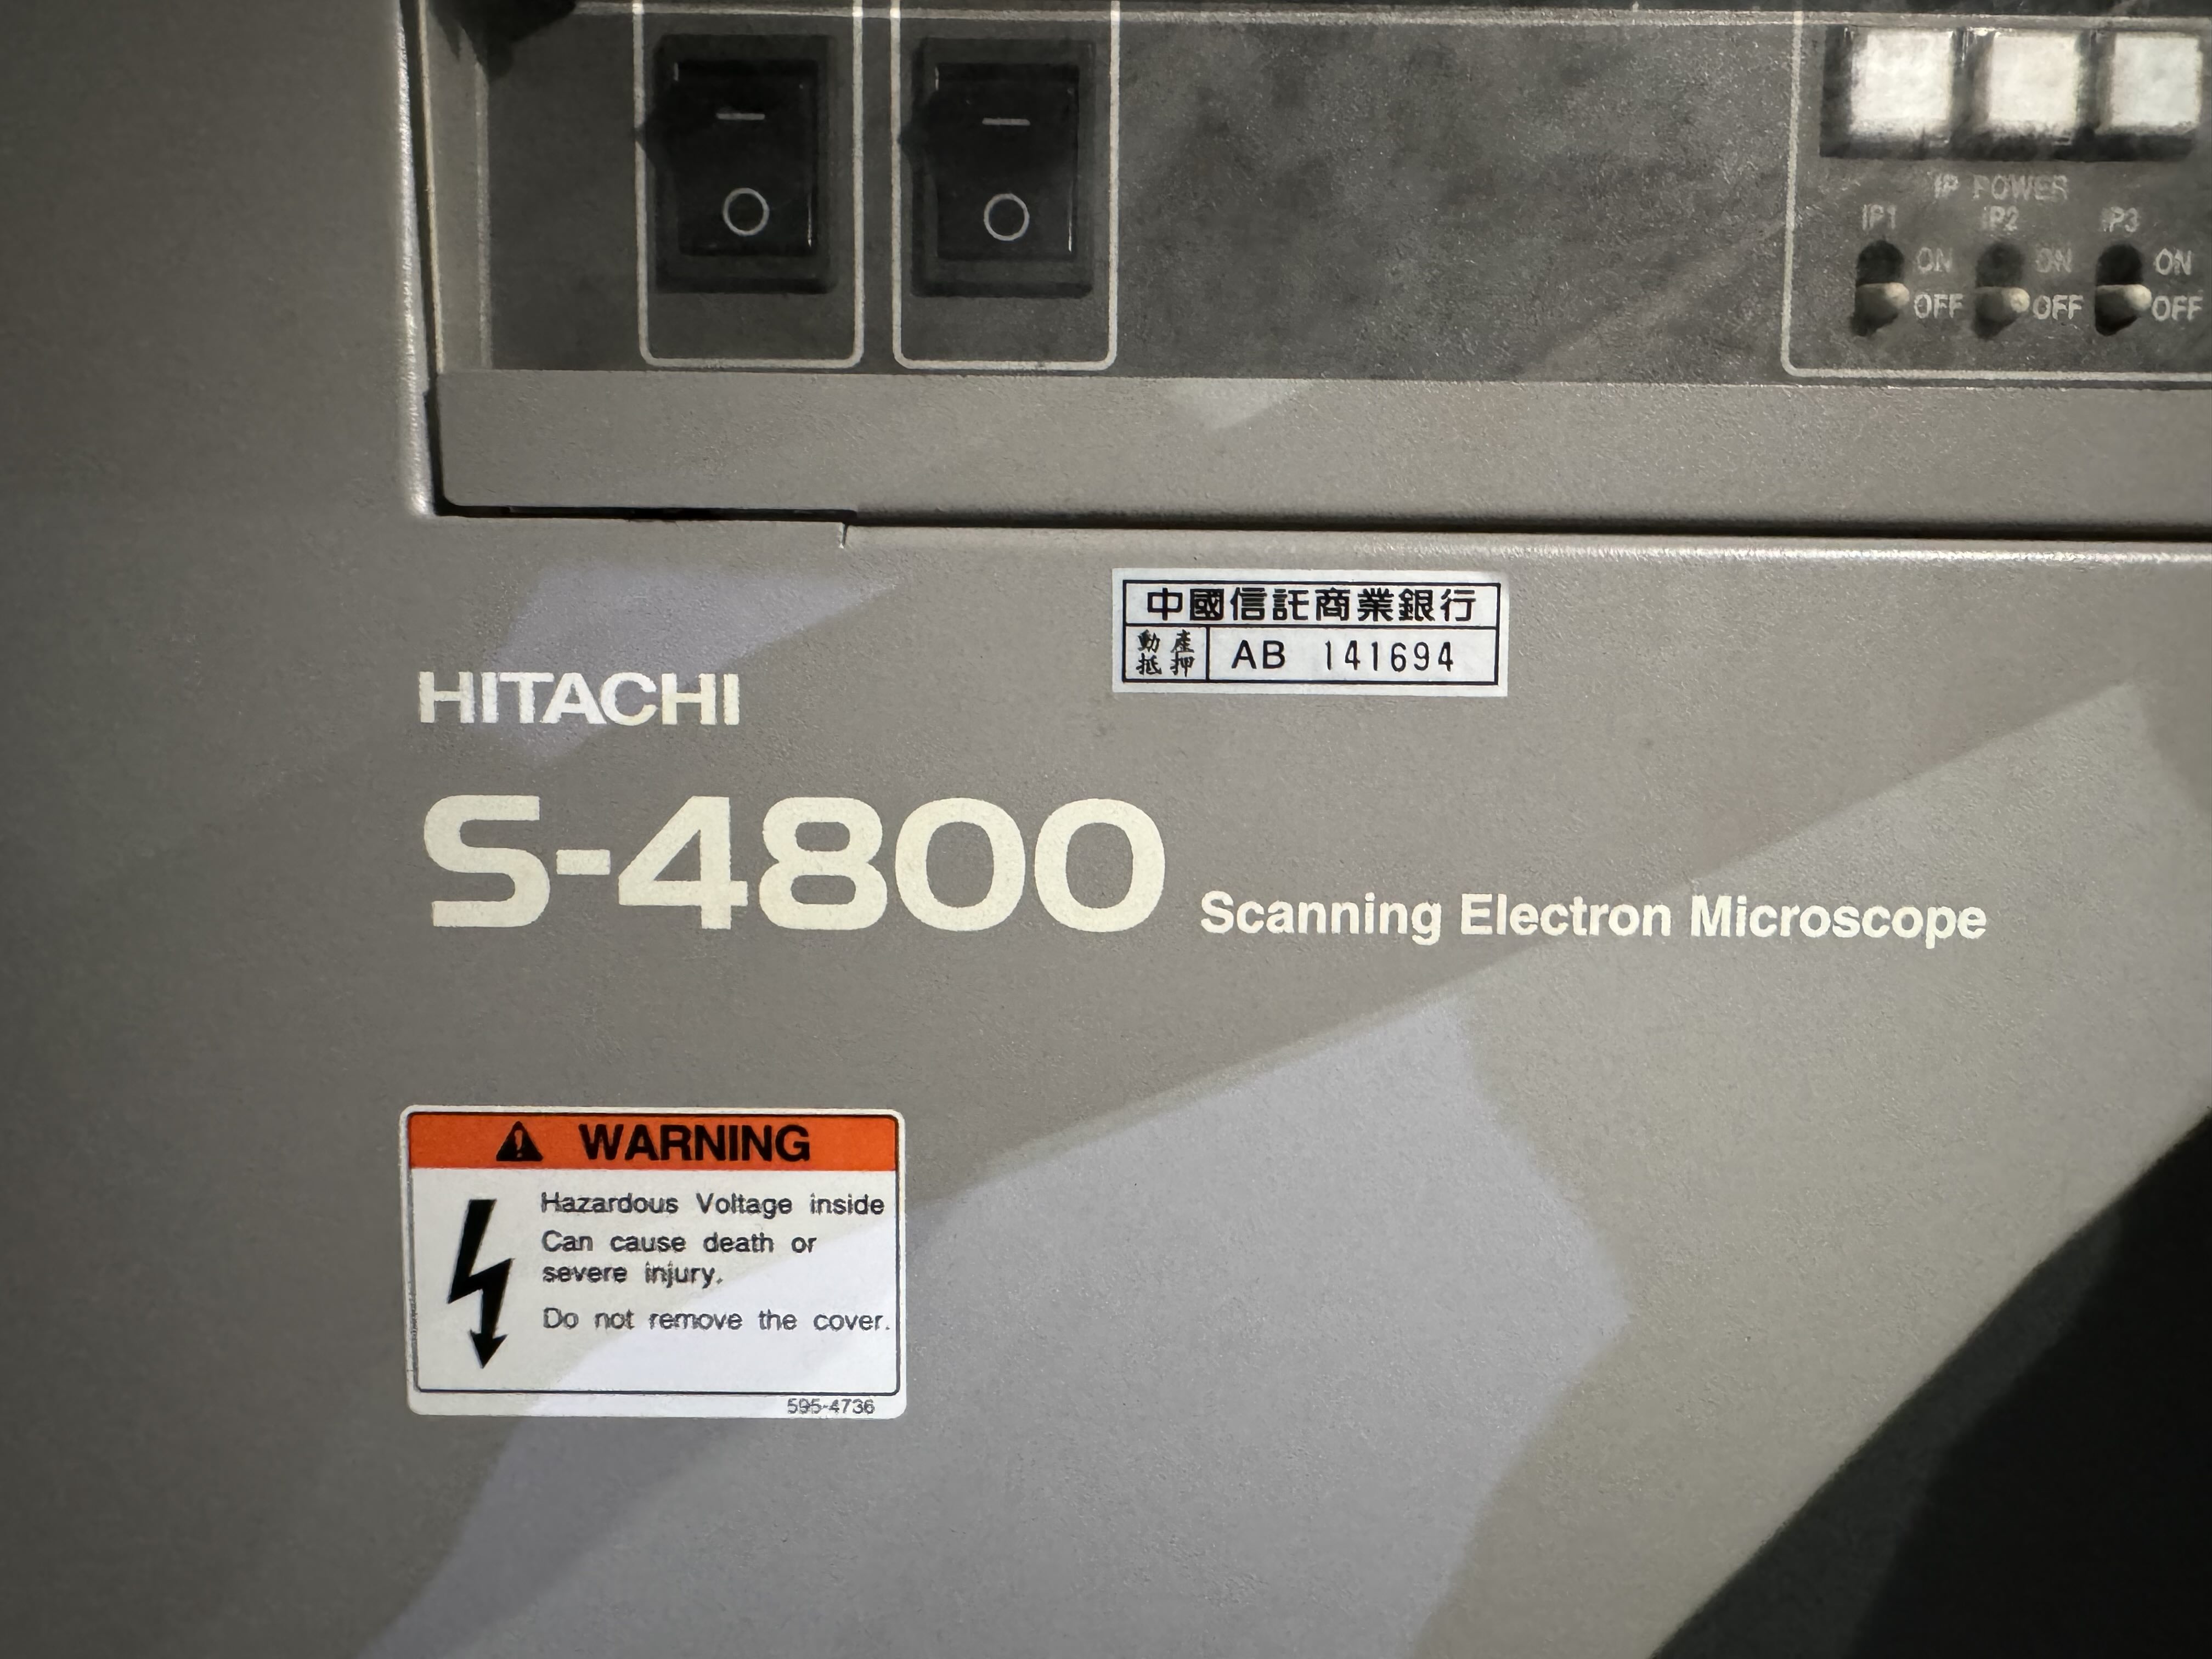 IP POWER
IP1 IP2 IP3
ON ON ON
OFF OFF OFF
中國信託商業銀行
動產
抵押
AB 141694
HITACHI
S-4800 Scanning Electron Microscope
WARNING
Hazardous Voltage inside
Can cause death or
severe injury.
Do not remove the cover.
595-4736